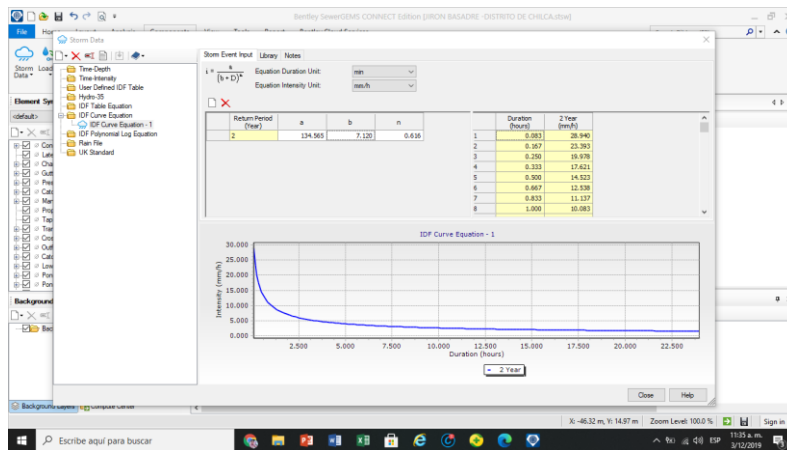 Bentley SewerGEMS CONNECT Edition [JIRON BASADRE -DISTRITO DE CHILCA.stsw]
File
Storm Data
Storm
Data
Element Sy
<default>
Time-Depth
Time-Intensity
User Defined IDF Table
Hydro-35
IDF Table Equation
IDF Curve Equation
IDF Curve Equation - 1
IDF Polynomial Log Equation
Rain File
UK Standard
Storm Event Input Library Notes
i = a / (b + D)ⁿ
Equation Duration Unit: min
Equation Intensity Unit: mm/h
Return Period (Year) a b n
2 134.565 7.120 0.616
Duration (hours) 2 Year (mm/h)
1 0.083 28.940
2 0.167 23.393
3 0.250 19.978
4 0.333 17.621
5 0.500 14.523
6 0.667 12.538
7 0.833 11.137
8 1.000 10.083
IDF Curve Equation - 1
Intensity (mm/h)
30.000
25.000
20.000
15.000
10.000
5.000
0.000
2.500 5.000 7.500 10.000 12.500 15.000 17.500 20.000 22.500
Duration (hours)
2 Year
Close Help
Background
Background Layers Compute Center
X: -46.32 m, Y: 14.97 m Zoom Level: 100.0 % Sign in
Escribe aquí para buscar
ESP
11:35 a. m.
3/12/2019